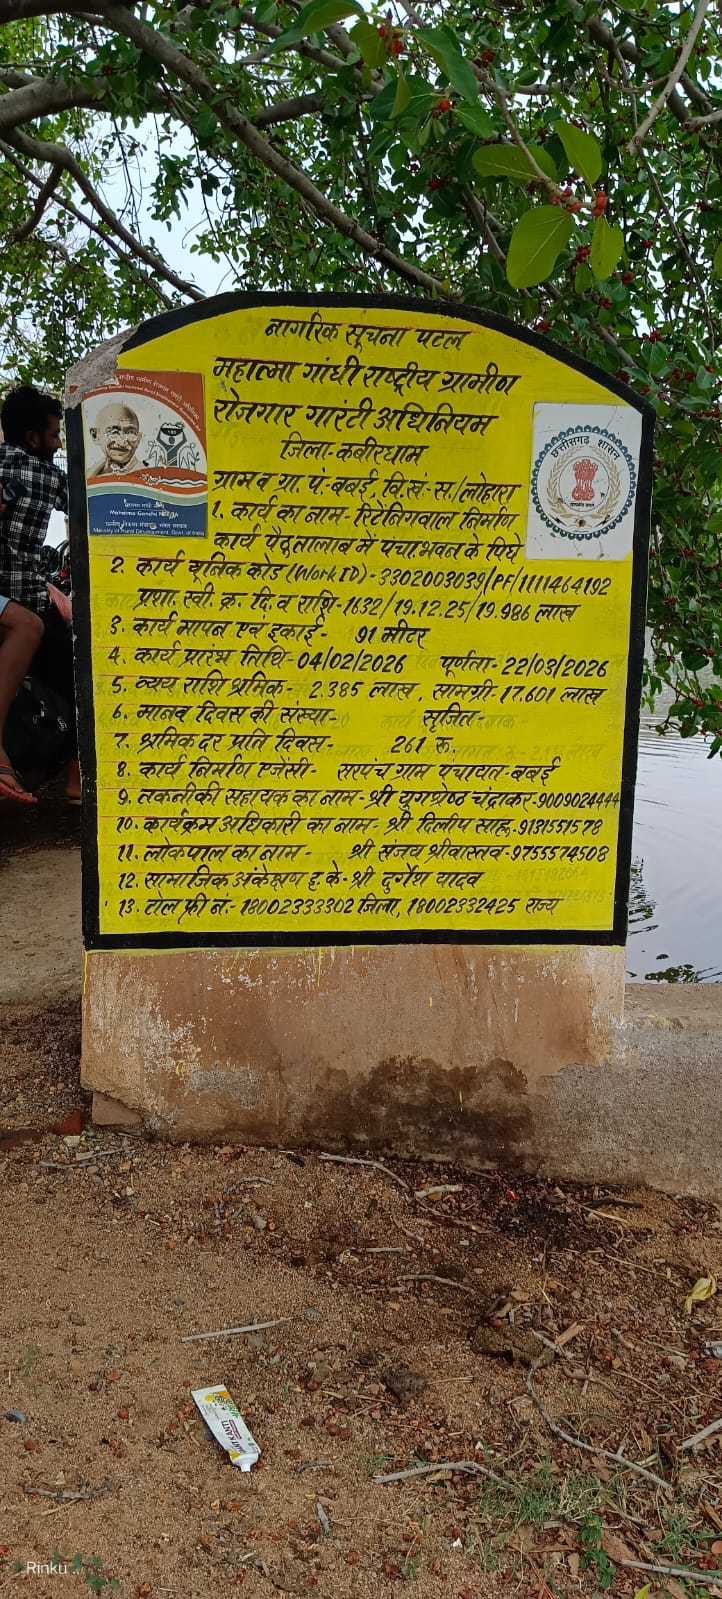 नागरिक सूचना पटल
महात्मा गांधी राष्ट्रीय ग्रामीण
रोजगार गारंटी अधिनियम
जिला-कबीरधाम
ग्राम व ग्रा. पं.-बबई, वि.खं.-स./लोहारा
1. कार्य का नाम- रिटेनिंगवाल निर्माण
कार्य पैठूतालाब में पंचा.भवन के पिछे
2. कार्य यूनिक कोड (Work ID)-3302003039/PF/1111464192
प्रशा. स्वी. क्र. दि. व राशि-1632/19.12.25/19.986 लाख
3. कार्य मापन एवं इकाई- 91 मीटर
4. कार्य प्रारंभ तिथि-04/02/2026 पूर्णता-22/03/2026
5. व्यय राशि श्रमिक- 2.385 लाख, सामग्री-17.601 लाख
6. मानव दिवस की संख्या- सृजित-
7. श्रमिक दर प्रति दिवस- 261 रू.
8. कार्य निर्माण एजेंसी- सरपंच ग्राम पंचायत-बबई
9. तकनीकी सहायक का नाम-श्री युगश्रेष्ठ चंद्राकर-9009024444
10. कार्यक्रम अधिकारी का नाम- श्री दिलीप साहू-9131551578
11. लोकपाल का नाम- श्री संजय श्रीवास्तव-9755574508
12. सामाजिक अंकेक्षण इ.के-श्री दुर्गेश यादव
13. टोल फ्री नं.-18002333302 जिला, 18002332425 राज्य
छत्तीसगढ़ शासन
महात्मा गांधी
Mahatma Gandhi NREGA
Ministry of Rural Development, Govt. of India
Rinku